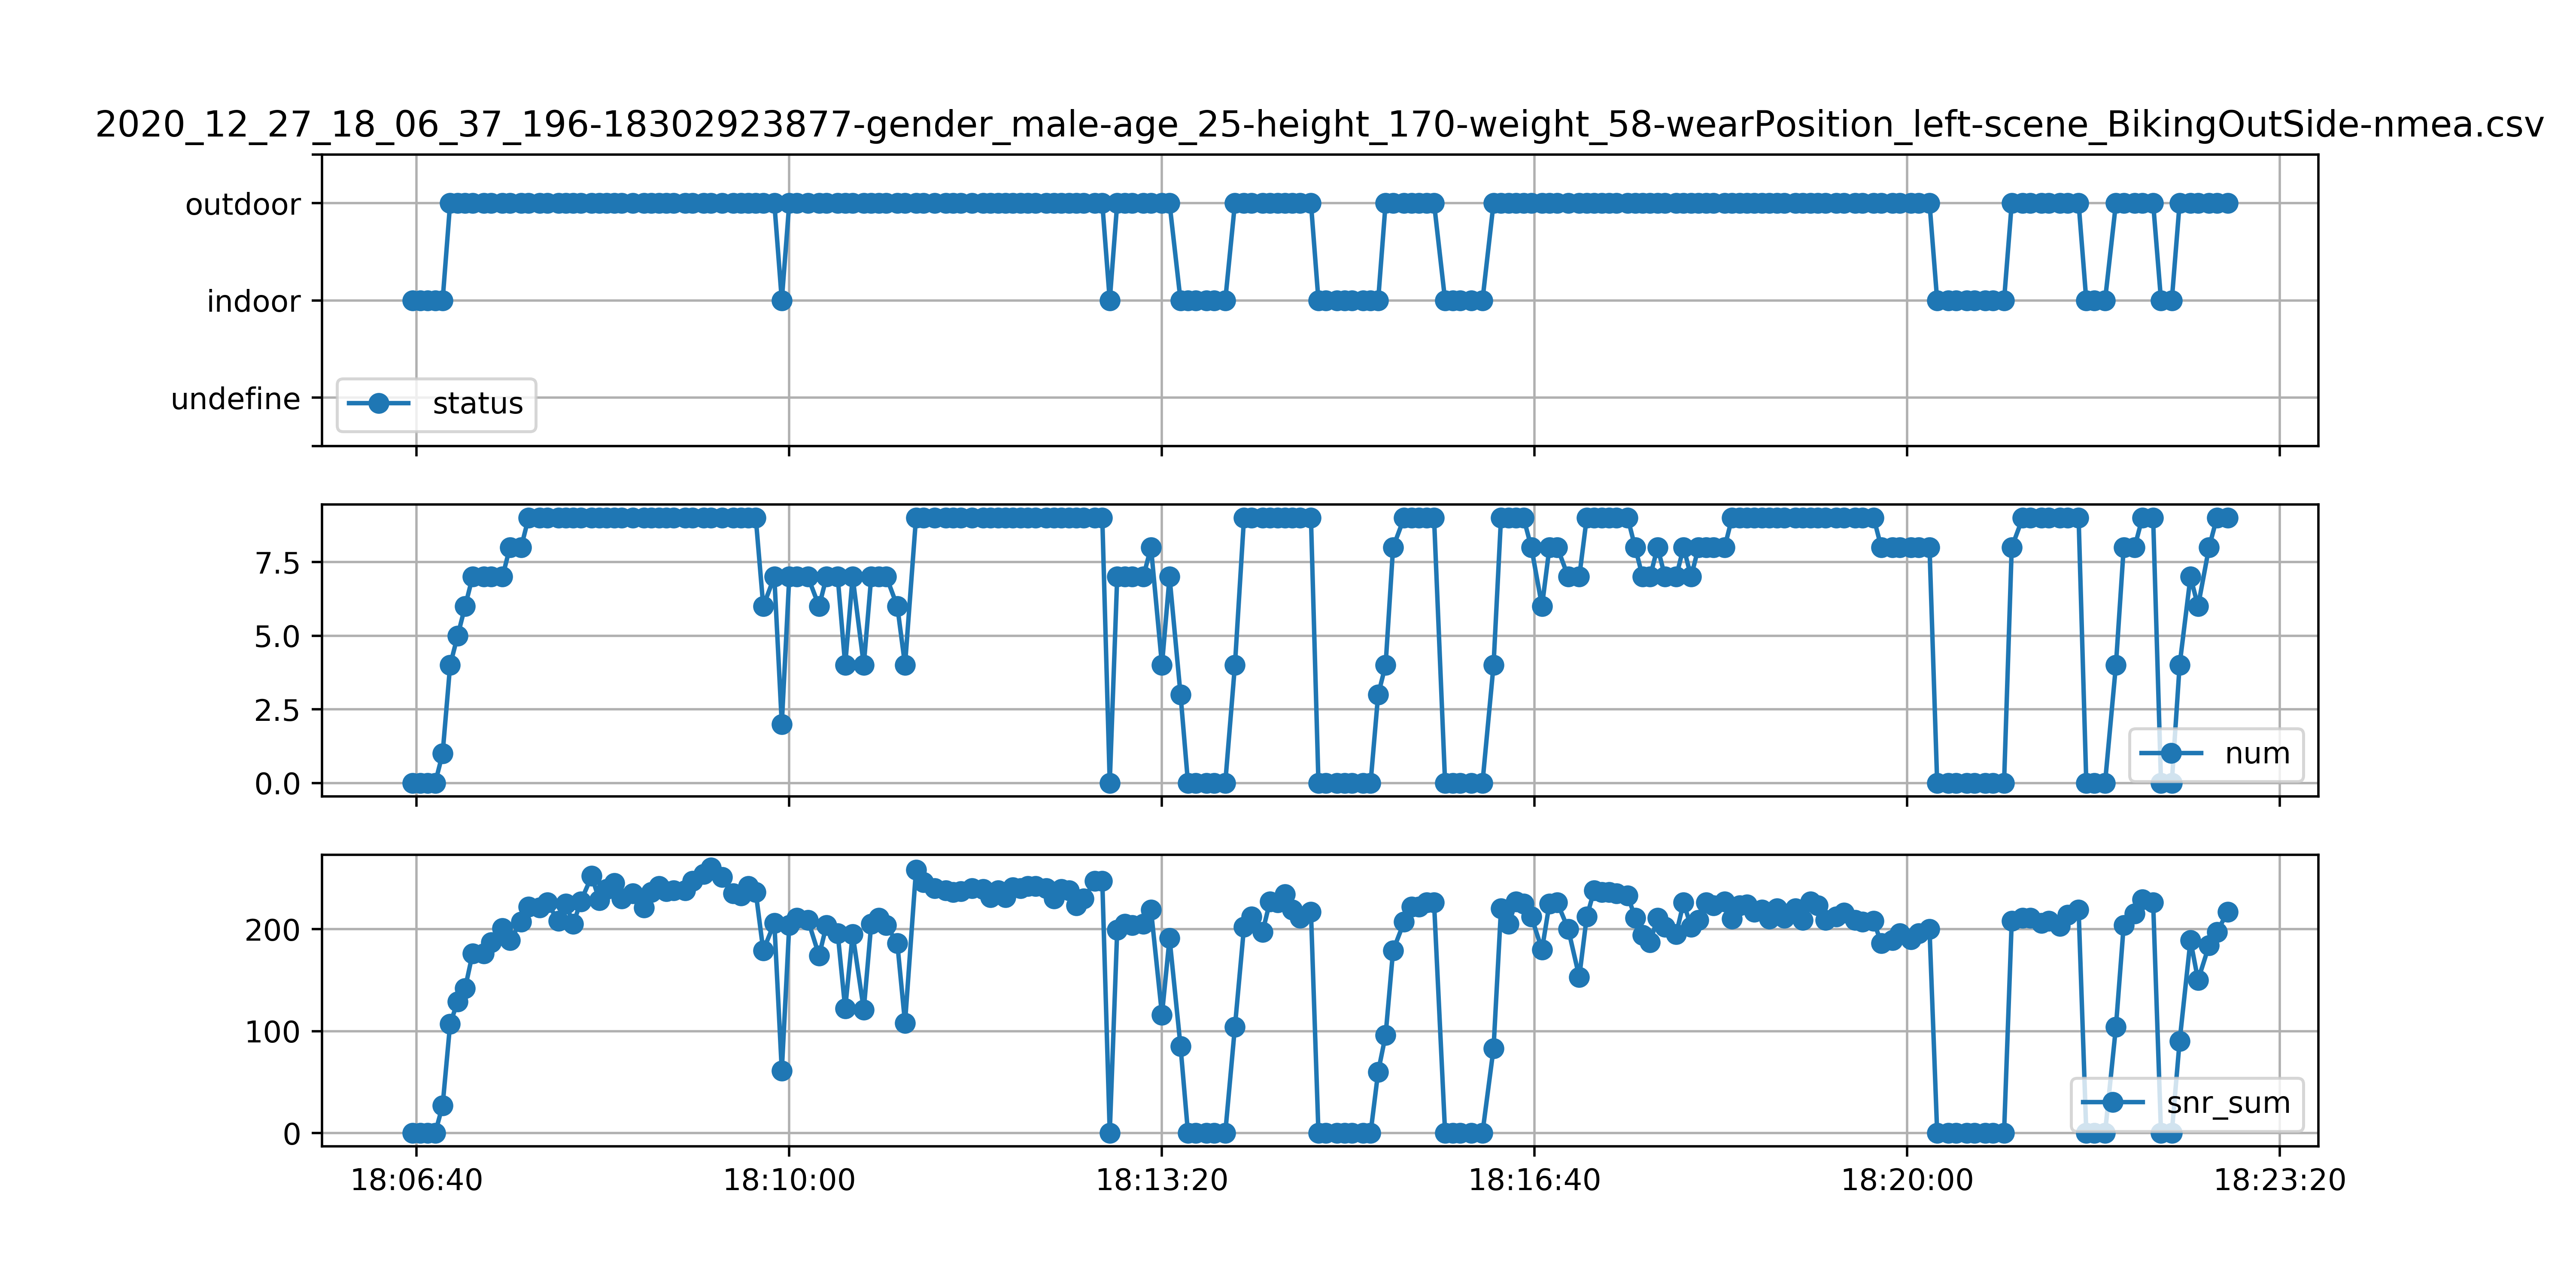 2020_12_27_18_06_37_196-18302923877-gender_male-age_25-height_170-weight_58-wearPosition_left-scene_BikingOutSide-nmea.csv
outdoor
indoor
undefine
status
7.5
5.0
2.5
0.0
num
200
100
0
snr_sum
18:06:40 18:10:00 18:13:20 18:16:40 18:20:00 18:23:20